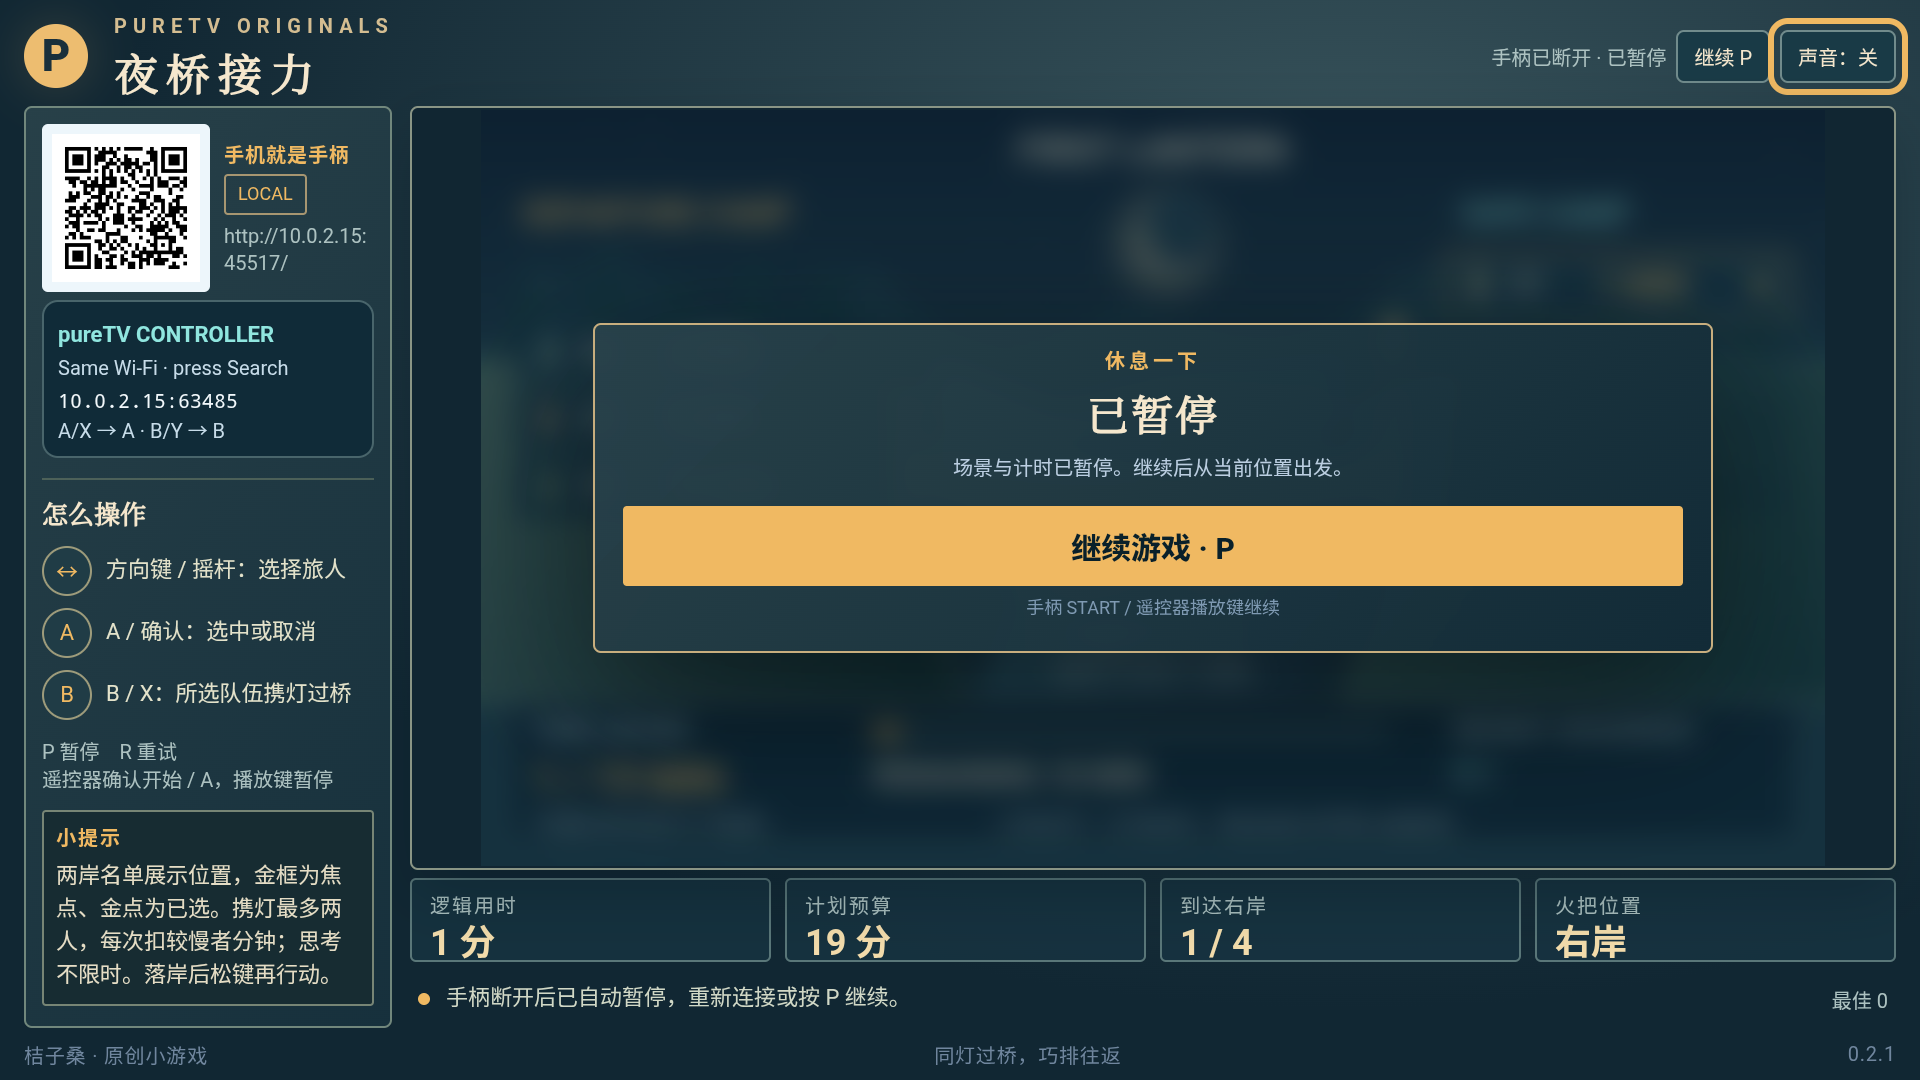 P
PURETV ORIGINALS
夜桥接力
手柄已断开 · 已暂停
继续 P
声音：关
手机就是手柄
LOCAL
http://10.0.2.15:
45517/
pureTV CONTROLLER
Same Wi-Fi · press Search
10.0.2.15:63485
A/X → A · B/Y → B
怎么操作
↔ 方向键 / 摇杆：选择旅人
A A / 确认：选中或取消
B B / X：所选队伍携灯过桥
P 暂停 R 重试
遥控器确认开始 / A，播放键暂停
小提示
两岸名单展示位置，金框为焦
点、金点为已选。携灯最多两
人，每次扣较慢者分钟；思考
不限时。落岸后松键再行动。
休息一下
已暂停
场景与计时已暂停。继续后从当前位置出发。
继续游戏 · P
手柄 START / 遥控器播放键继续
逻辑用时
1 分
计划预算
19 分
到达右岸
1 / 4
火把位置
右岸
手柄断开后已自动暂停，重新连接或按 P 继续。
最佳 0
桔子桑 · 原创小游戏
同灯过桥，巧排往返
0.2.1